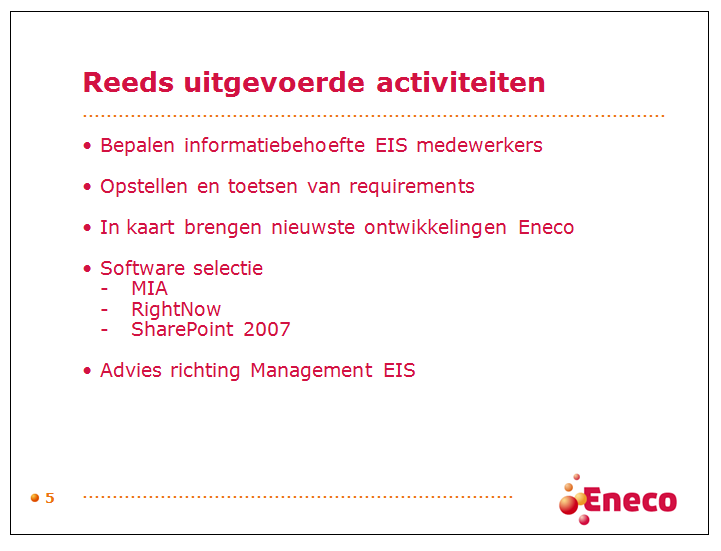 Reeds uitgevoerde activiteiten
• Bepalen informatiebehoefte EIS medewerkers
• Opstellen en toetsen van requirements
• In kaart brengen nieuwste ontwikkelingen Eneco
• Software selectie
- MIA
- RightNow
- SharePoint 2007
• Advies richting Management EIS
5
Eneco